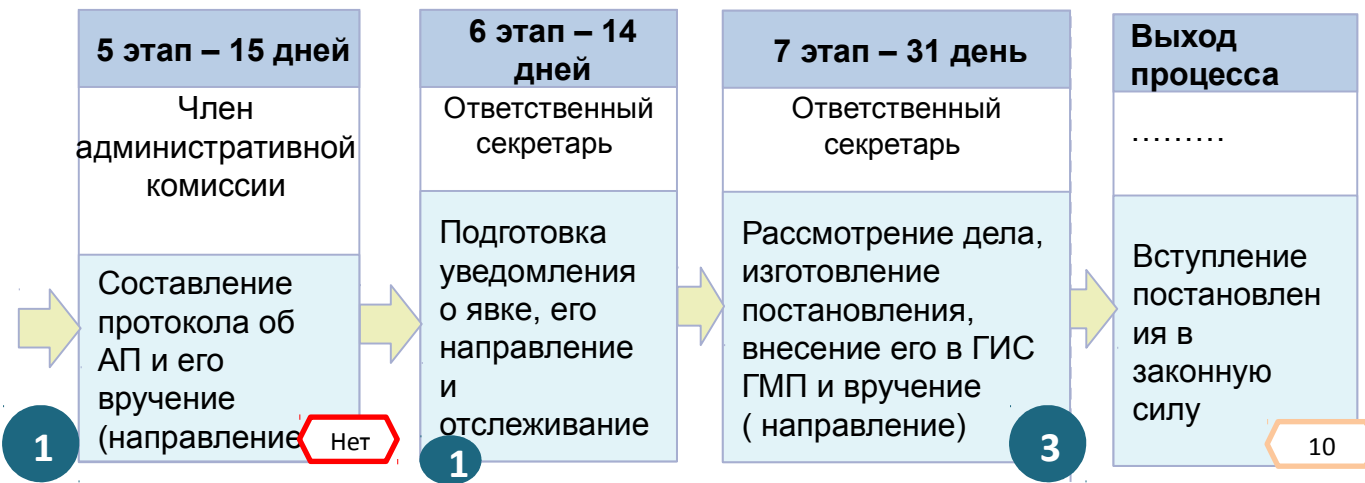 5 этап – 15 дней
Член
административной
комиссии
Составление
протокола об
АП и его
вручение
(направление
Нет
1
6 этап – 14
дней
Ответственный
секретарь
Подготовка
уведомления
о явке, его
направление
и
отслеживание
1
7 этап – 31 день
Ответственный
секретарь
Рассмотрение дела,
изготовление
постановления,
внесение его в ГИС
ГМП и вручение
( направление)
3
Выход
процесса
………
Вступление
постановлен
ия в
законную
силу
10